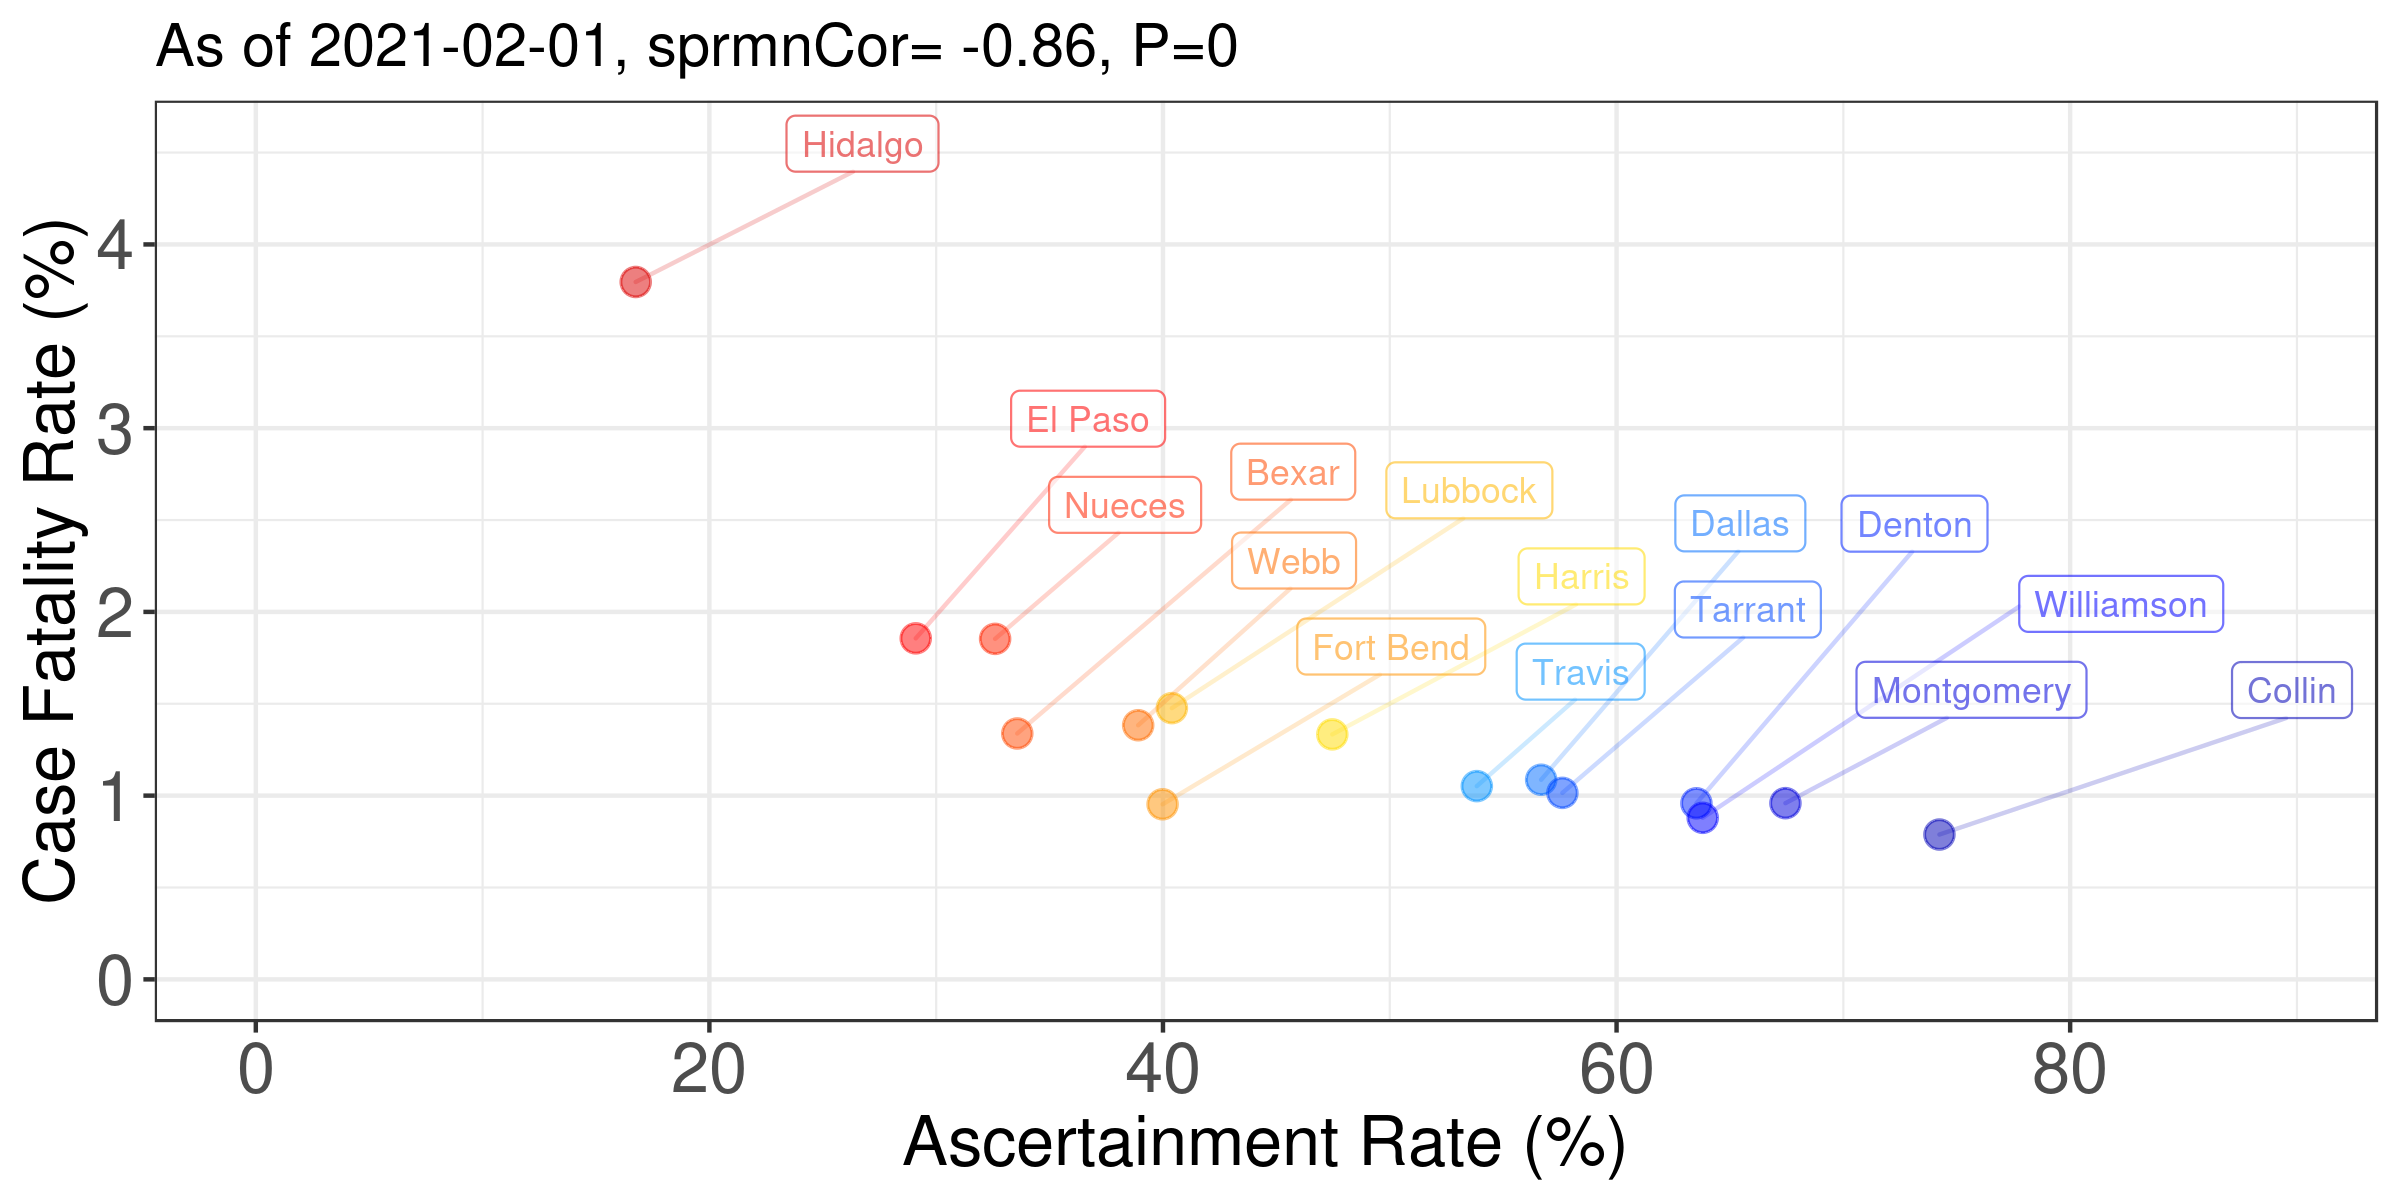 As of 2021-02-01, sprmnCor= -0.86, P=0
Case Fatality Rate (%)
4
3
2
1
0
Hidalgo
El Paso
Nueces
Bexar
Lubbock
Webb
Harris
Fort Bend
Travis
Dallas
Denton
Tarrant
Williamson
Montgomery
Collin
0 20 40 60 80
Ascertainment Rate (%)